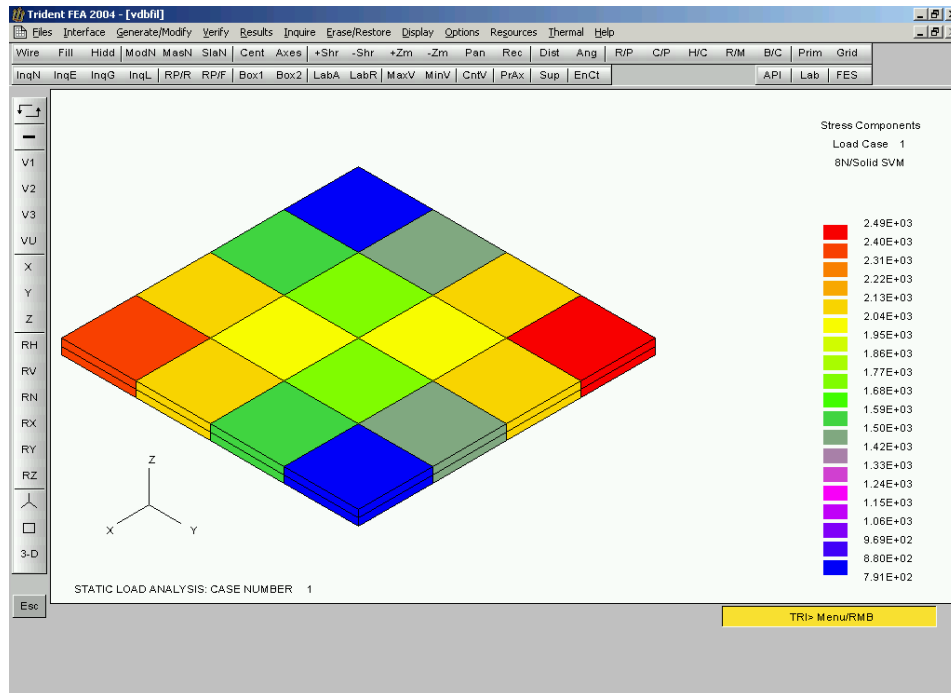 Trident FEA 2004 - [vdbfil]
Files Interface Generate/Modify Verify Results Inquire Erase/Restore Display Options Resources Thermal Help
Wire Fill Hidd ModN MasN SlaN Cent Axes +Shr -Shr +Zm -Zm Pan Rec Dist Ang R/P C/P H/C R/M B/C Prim Grid
InqN InqE InqG InqL RP/R RP/F Box1 Box2 LabA LabR MaxV MinV CntV PrAx Sup EnCt API Lab FES
V1
V2
V3
VU
X
Y
Z
RH
RV
RN
RX
RY
RZ
3-D
Esc
Stress Components
Load Case 1
8N/Solid SVM
2.49E+03
2.40E+03
2.31E+03
2.22E+03
2.13E+03
2.04E+03
1.95E+03
1.86E+03
1.77E+03
1.68E+03
1.59E+03
1.50E+03
1.42E+03
1.33E+03
1.24E+03
1.15E+03
1.06E+03
9.69E+02
8.80E+02
7.91E+02
Z
X Y
STATIC LOAD ANALYSIS: CASE NUMBER 1
TRI> Menu/RMB